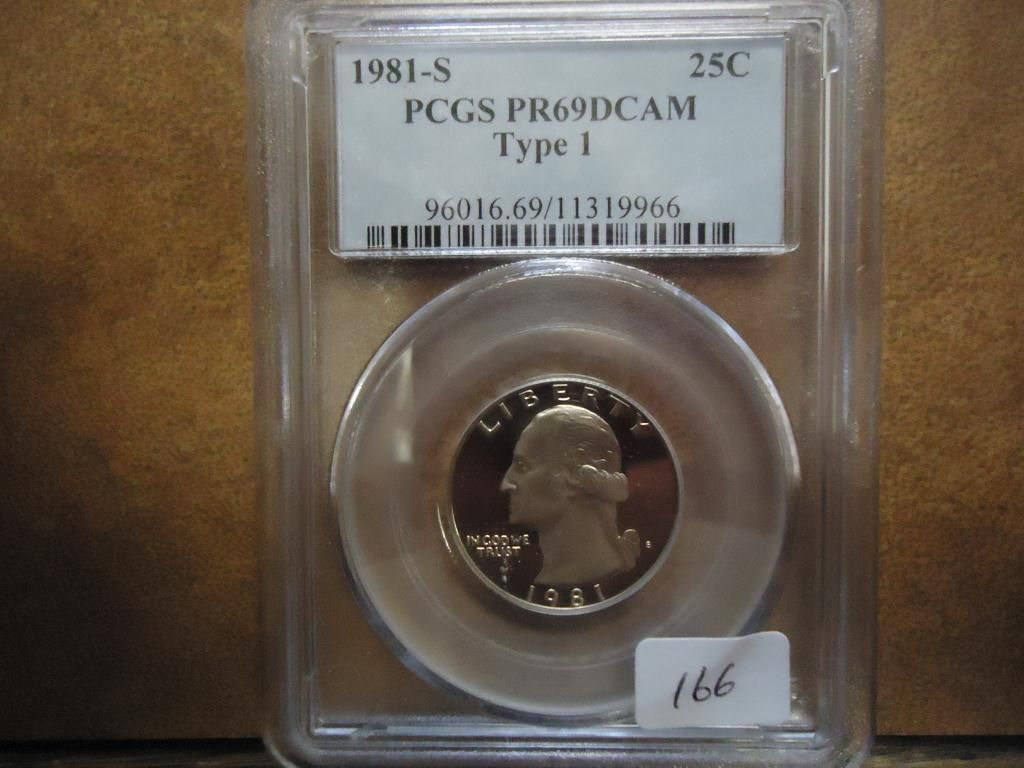 1981-S 25C
PCGS PR69DCAM
Type 1
96016.69/11319966
LIBERTY
IN GOD WE
TRUST
S
1981
166